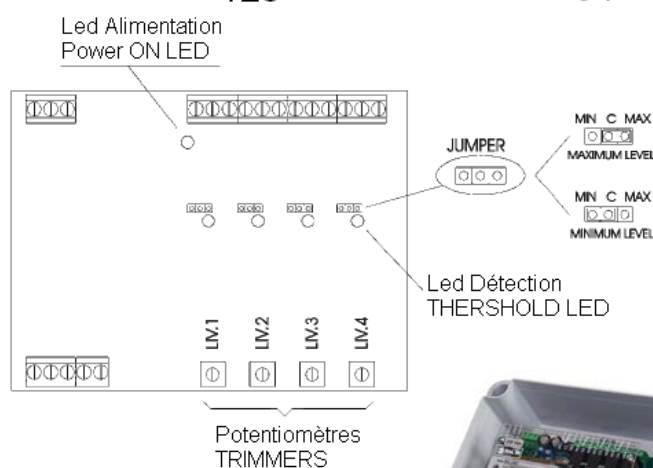 Led Alimentation
Power ON LED
JUMPER
MIN C MAX
MAXIMUM LEVEL
MIN C MAX
MINIMUM LEVEL
Led Détection
THERSHOLD LED
LIV.1
LIV.2
LIV.3
LIV.4
Potentiomètres
TRIMMERS